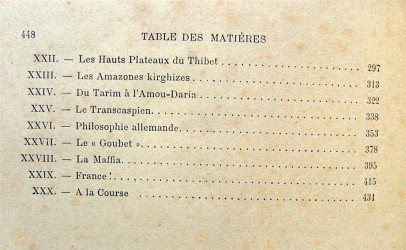 448 TABLE DES MATIÈRES
XXII. — Les Hauts Plateaux du Thibet . . . . . . . . . . . . . . . . 297
XXIII. — Les Amazones kirghizes . . . . . . . . . . . . . . . . . . . 313
XXIV. — Du Tarim à l'Amou-Daria . . . . . . . . . . . . . . . . . . 322
XXV. — Le Transcaspien. . . . . . . . . . . . . . . . . . . . . . . . 338
XXVI. — Philosophie allemande. . . . . . . . . . . . . . . . . . . . 353
XXVII. — Le « Goubet ». . . . . . . . . . . . . . . . . . . . . . . . 378
XXVIII. — La Maffia. . . . . . . . . . . . . . . . . . . . . . . . . . 395
XXIX. — France! . . . . . . . . . . . . . . . . . . . . . . . . . . . 415
XXX. — A la Course . . . . . . . . . . . . . . . . . . . . . . . . . 431